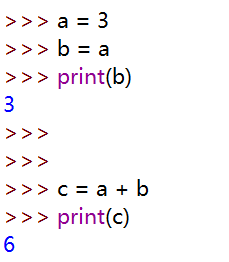 >>> a = 3
>>> b = a
>>> print(b)
3
>>>
>>>
>>> c = a + b
>>> print(c)
6